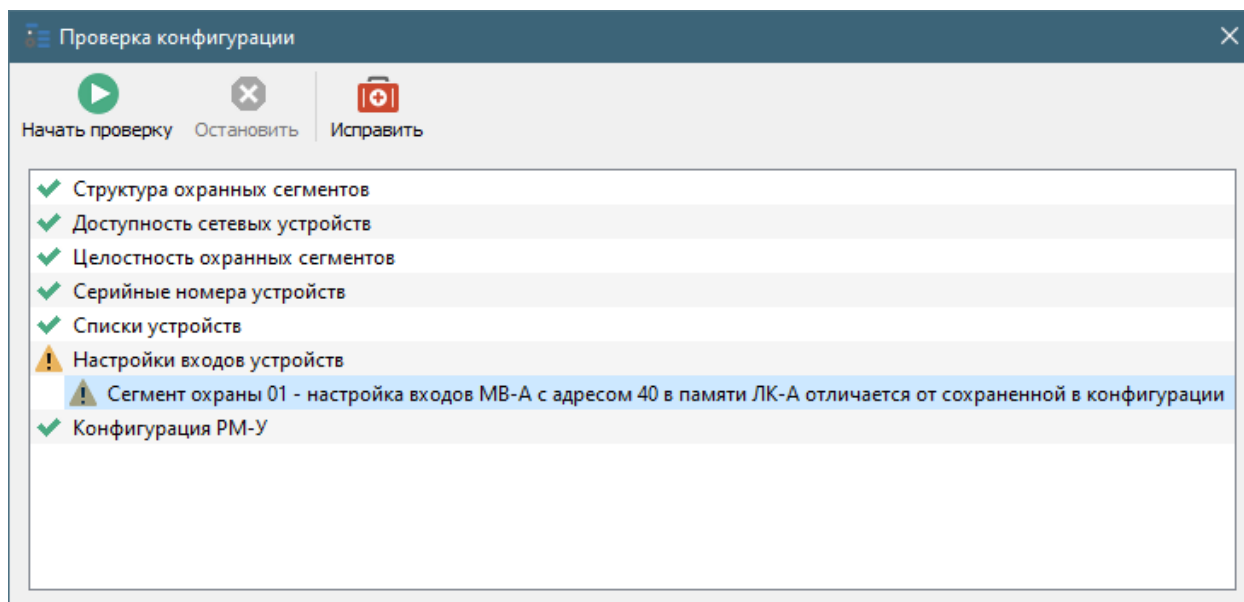 Проверка конфигурации
Начать проверку Остановить Исправить
Структура охранных сегментов
Доступность сетевых устройств
Целостность охранных сегментов
Серийные номера устройств
Списки устройств
Настройки входов устройств
Сегмент охраны 01 - настройка входов МВ-А с адресом 40 в памяти ЛК-А отличается от сохраненной в конфигурации
Конфигурация РМ-У